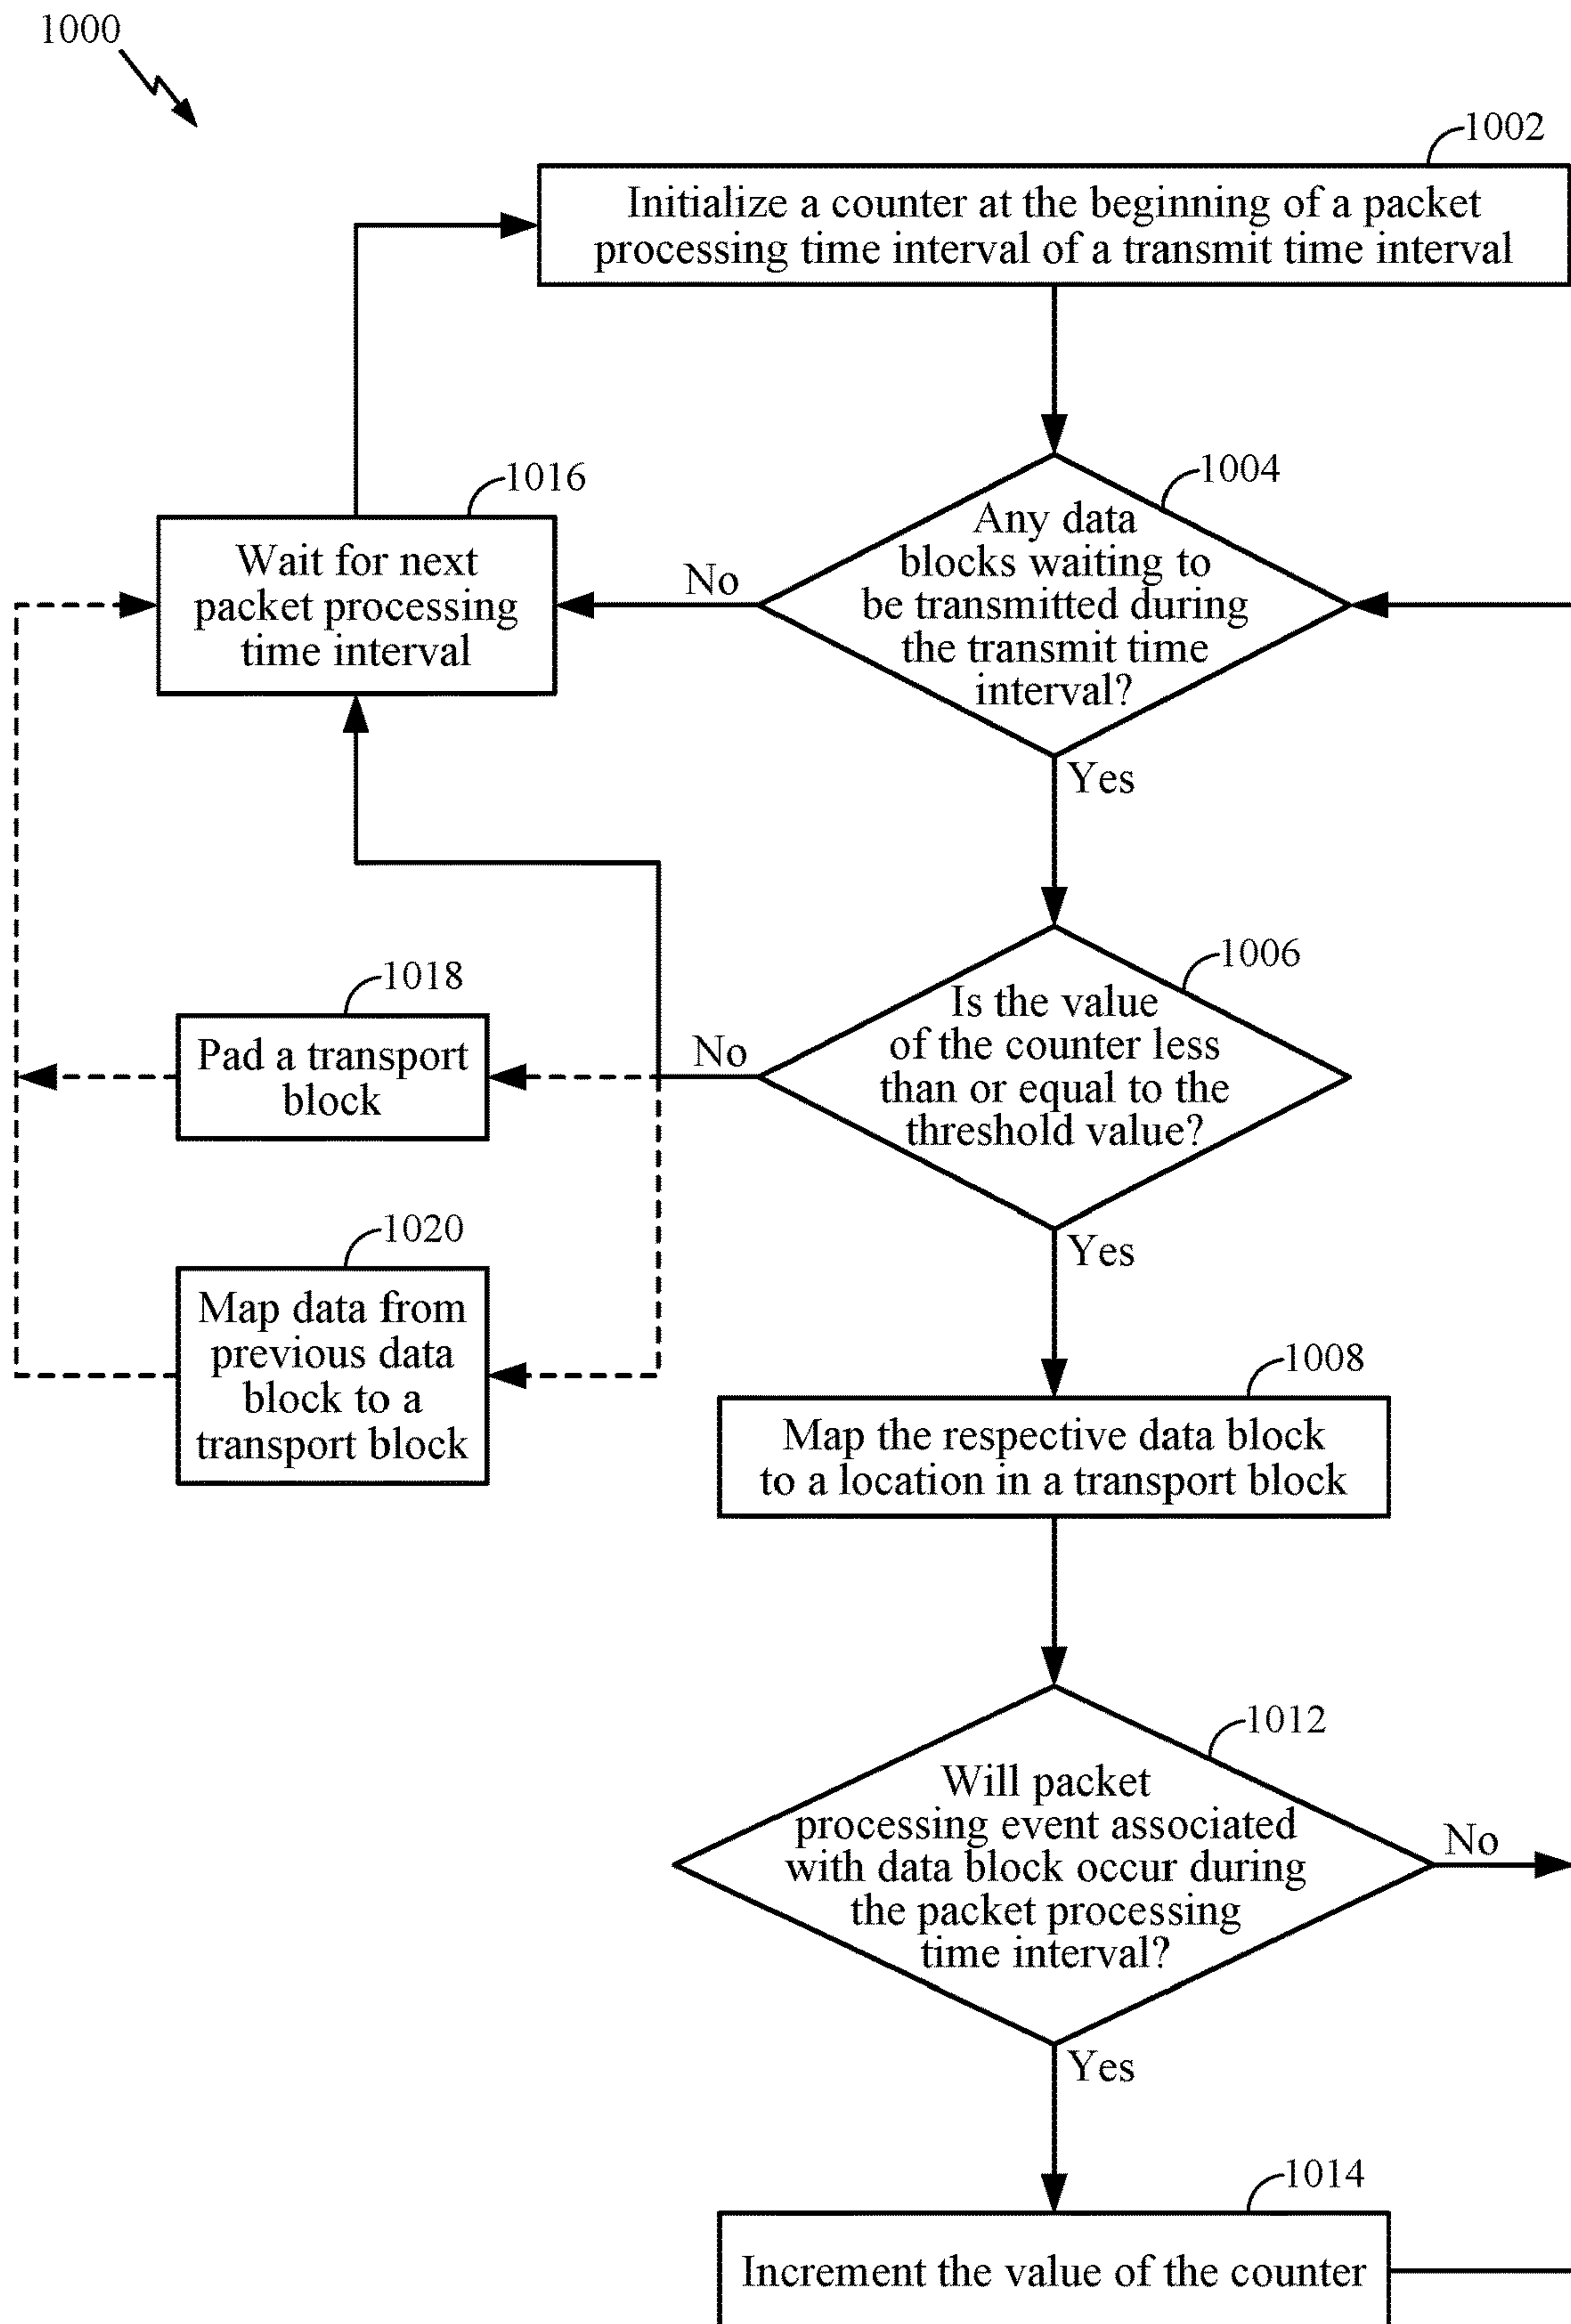 1000
1002
Initialize a counter at the beginning of a packet
processing time interval of a transmit time interval
1004
Any data
blocks waiting to
be transmitted during
the transmit time
interval?
No
Yes
1016
Wait for next
packet processing
time interval
1006
Is the value
of the counter less
than or equal to the
threshold value?
No
Yes
1018
Pad a transport
block
1020
Map data from
previous data
block to a
transport block
1008
Map the respective data block
to a location in a transport block
1012
Will packet
processing event associated
with data block occur during
the packet processing
time interval?
No
Yes
1014
Increment the value of the counter